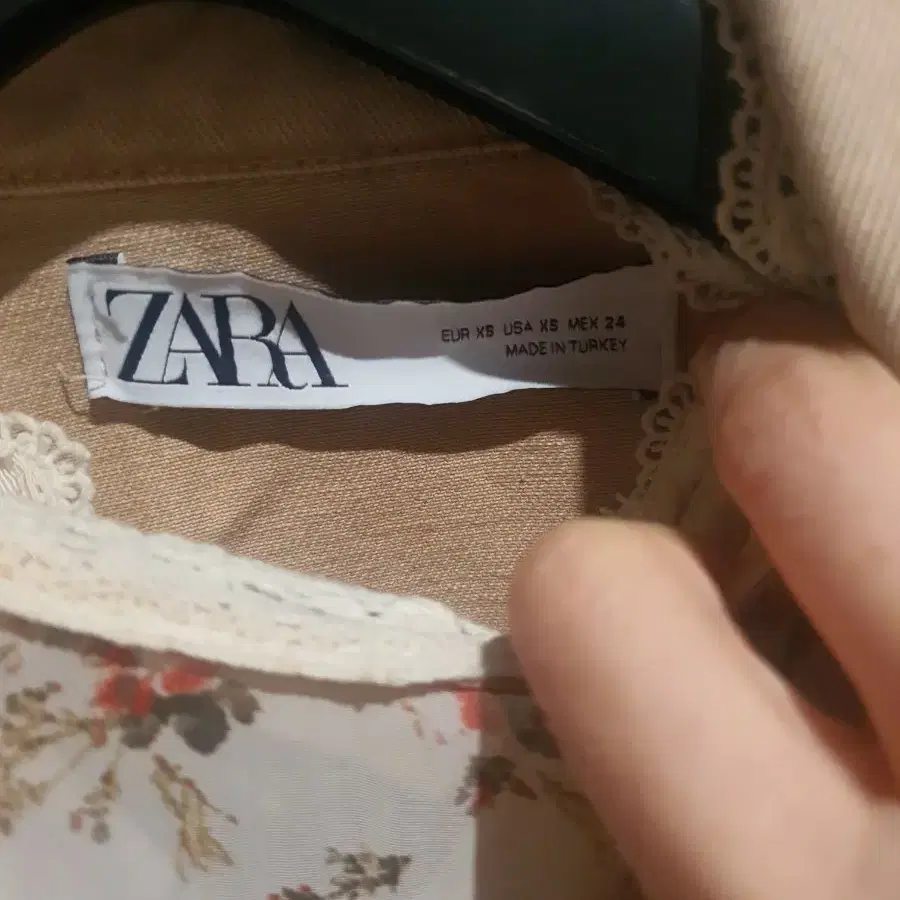 ZARA
EUR XS USA XS MEX 24
MADE IN TURKEY